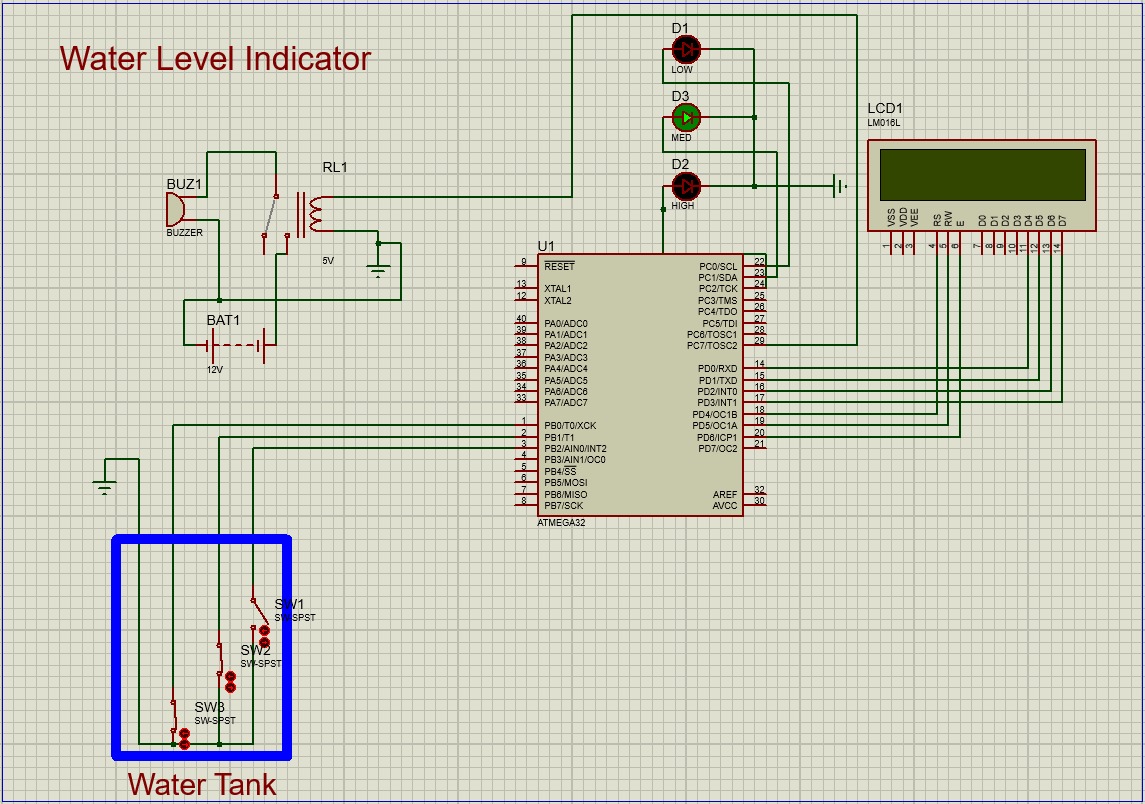 Water Level Indicator
D1
LOW
D3
MED
D2
HIGH
LCD1
LM016L
VSS
VDD
VEE
RS
RW
E
D0
D1
D2
D3
D4
D5
D6
D7
1
2
3
4
5
6
7
8
9
10
11
12
13
14
BUZ1
BUZZER
RL1
5V
BAT1
12V
U1
9 RESET
13 XTAL1
12 XTAL2
40 PA0/ADC0
39 PA1/ADC1
38 PA2/ADC2
37 PA3/ADC3
36 PA4/ADC4
35 PA5/ADC5
34 PA6/ADC6
33 PA7/ADC7
1 PB0/T0/XCK
2 PB1/T1
3 PB2/AIN0/INT2
4 PB3/AIN1/OC0
5 PB4/SS
6 PB5/MOSI
7 PB6/MISO
8 PB7/SCK
PC0/SCL 22
PC1/SDA 23
PC2/TCK 24
PC3/TMS 25
PC4/TDO 26
PC5/TDI 27
PC6/TOSC1 28
PC7/TOSC2 29
PD0/RXD 14
PD1/TXD 15
PD2/INT0 16
PD3/INT1 17
PD4/OC1B 18
PD5/OC1A 19
PD6/ICP1 20
PD7/OC2 21
AREF 32
AVCC 30
ATMEGA32
SW1
SW-SPST
SW2
SW-SPST
SW3
SW-SPST
Water Tank